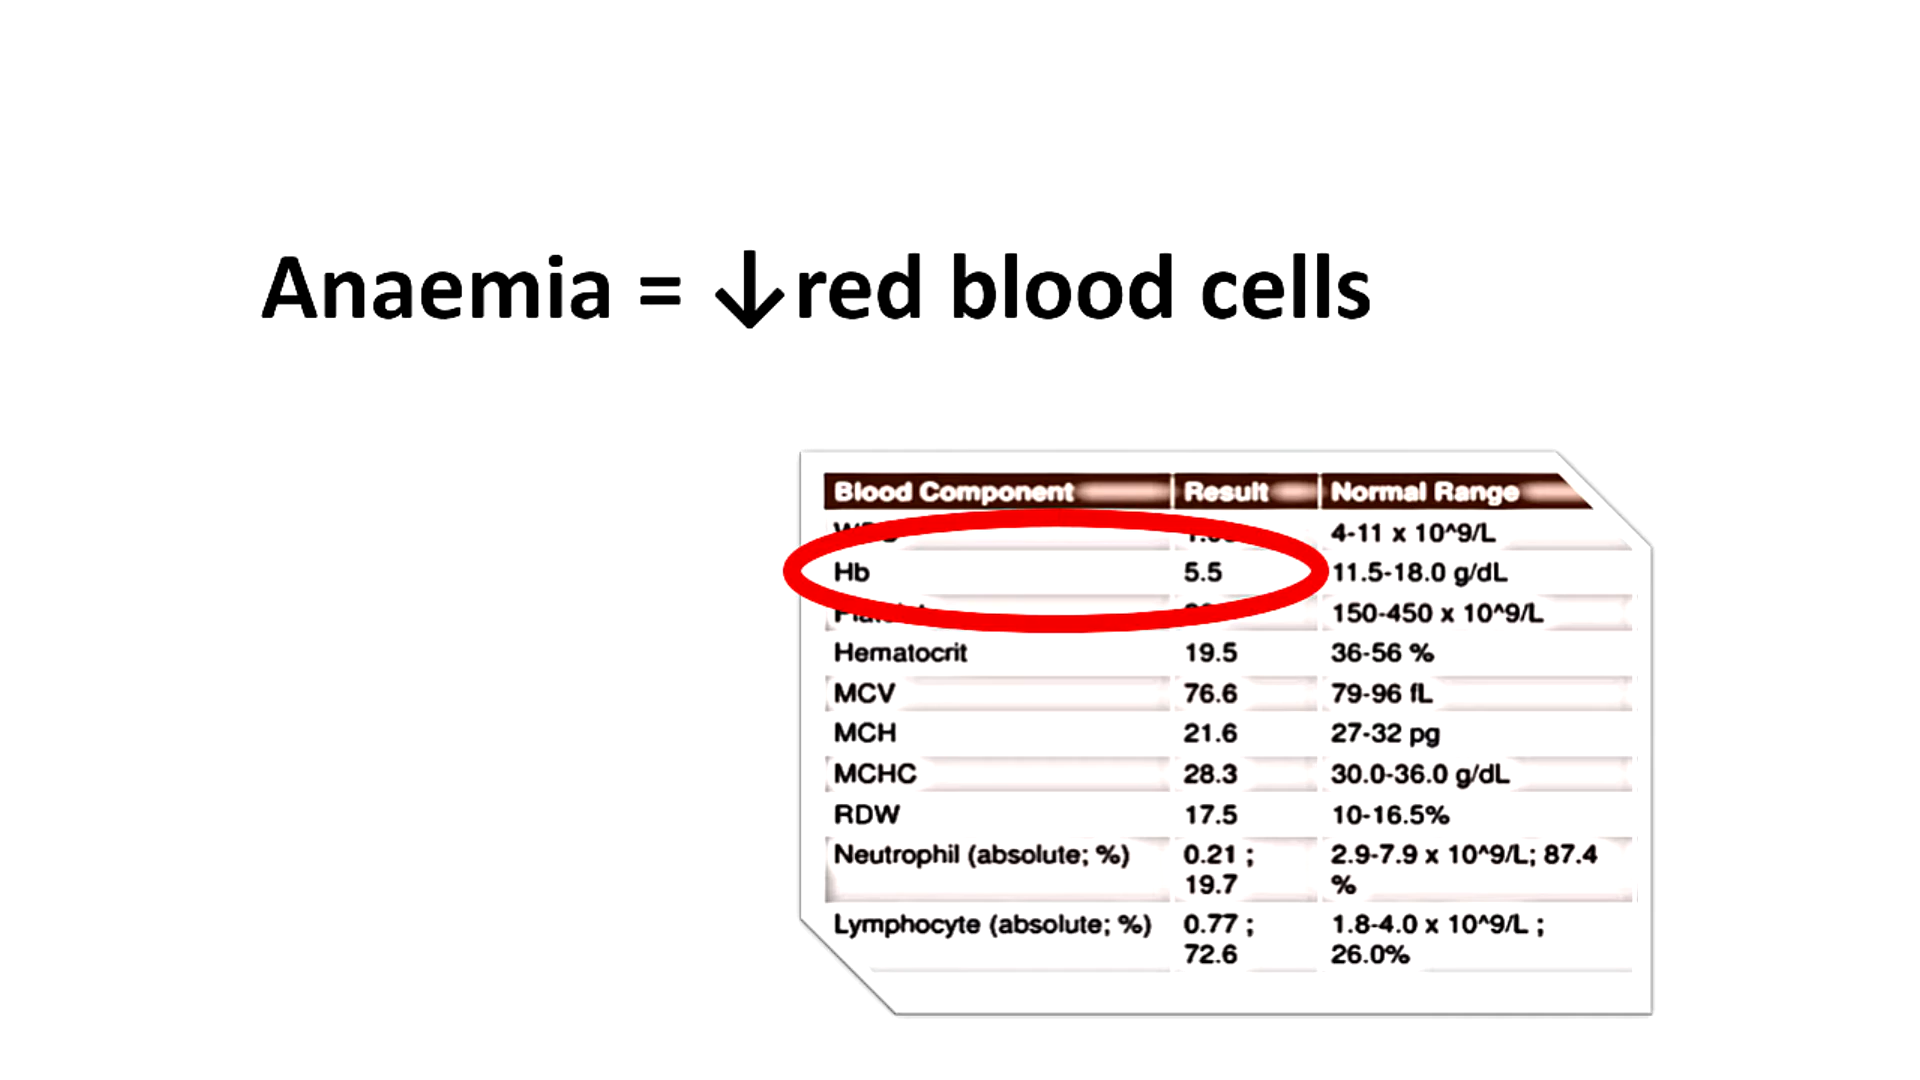 Anaemia = ↓red blood cells
Blood Component Result Normal Range
4-11 x 10^9/L
Hb 5.5 11.5-18.0 g/dL
150-450 x 10^9/L
Hematocrit 19.5 36-56 %
MCV 76.6 79-96 fL
MCH 21.6 27-32 pg
MCHC 28.3 30.0-36.0 g/dL
RDW 17.5 10-16.5%
Neutrophil (absolute; %) 0.21 ; 2.9-7.9 x 10^9/L; 87.4
19.7 %
Lymphocyte (absolute; %) 0.77 ; 1.8-4.0 x 10^9/L ;
72.6 26.0%